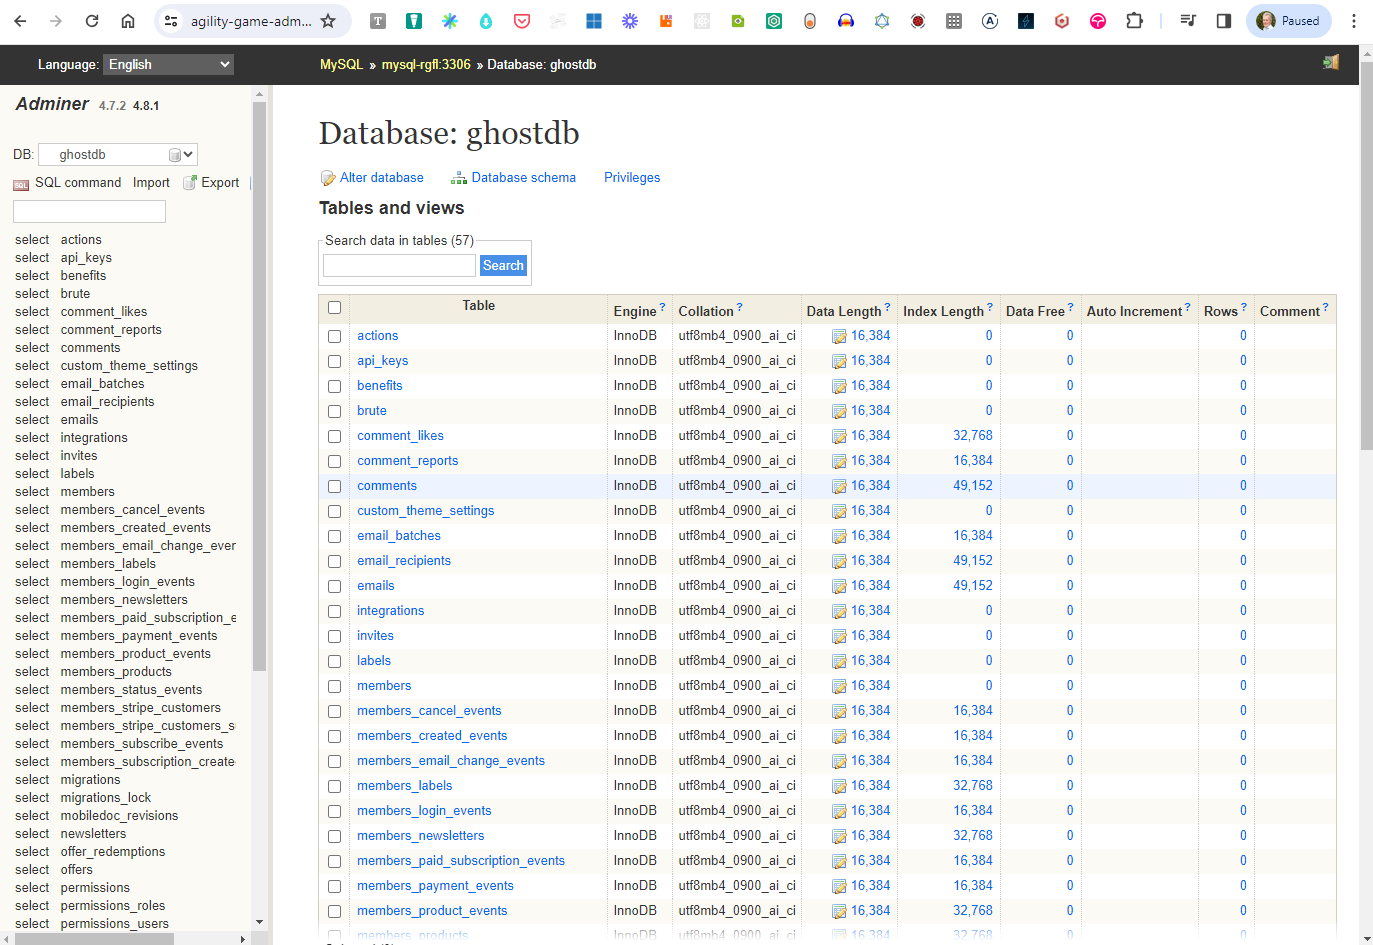 agility-game-adm...
Paused
Language: English
MySQL » mysql-rgfl:3306 » Database: ghostdb
Adminer 4.7.2 4.8.1
DB: ghostdb
SQL command Import Export
select actions
select api_keys
select benefits
select brute
select comment_likes
select comment_reports
select comments
select custom_theme_settings
select email_batches
select email_recipients
select emails
select integrations
select invites
select labels
select members
select members_cancel_events
select members_created_events
select members_email_change_ever
select members_labels
select members_login_events
select members_newsletters
select members_paid_subscription_e
select members_payment_events
select members_product_events
select members_products
select members_status_events
select members_stripe_customers
select members_stripe_customers_s
select members_subscribe_events
select members_subscription_create
select migrations
select migrations_lock
select mobiledoc_revisions
select newsletters
select offer_redemptions
select offers
select permissions
select permissions_roles
select permissions_users
Database: ghostdb
Alter database Database schema Privileges
Tables and views
Search data in tables (57)
Search
Table Engine? Collation? Data Length? Index Length? Data Free? Auto Increment? Rows? Comment?
actions InnoDB utf8mb4_0900_ai_ci 16,384 0 0 0
api_keys InnoDB utf8mb4_0900_ai_ci 16,384 0 0 0
benefits InnoDB utf8mb4_0900_ai_ci 16,384 0 0 0
brute InnoDB utf8mb4_0900_ai_ci 16,384 0 0 0
comment_likes InnoDB utf8mb4_0900_ai_ci 16,384 32,768 0 0
comment_reports InnoDB utf8mb4_0900_ai_ci 16,384 16,384 0 0
comments InnoDB utf8mb4_0900_ai_ci 16,384 49,152 0 0
custom_theme_settings InnoDB utf8mb4_0900_ai_ci 16,384 0 0 0
email_batches InnoDB utf8mb4_0900_ai_ci 16,384 16,384 0 0
email_recipients InnoDB utf8mb4_0900_ai_ci 16,384 49,152 0 0
emails InnoDB utf8mb4_0900_ai_ci 16,384 49,152 0 0
integrations InnoDB utf8mb4_0900_ai_ci 16,384 0 0 0
invites InnoDB utf8mb4_0900_ai_ci 16,384 0 0 0
labels InnoDB utf8mb4_0900_ai_ci 16,384 0 0 0
members InnoDB utf8mb4_0900_ai_ci 16,384 0 0 0
members_cancel_events InnoDB utf8mb4_0900_ai_ci 16,384 16,384 0 0
members_created_events InnoDB utf8mb4_0900_ai_ci 16,384 16,384 0 0
members_email_change_events InnoDB utf8mb4_0900_ai_ci 16,384 16,384 0 0
members_labels InnoDB utf8mb4_0900_ai_ci 16,384 32,768 0 0
members_login_events InnoDB utf8mb4_0900_ai_ci 16,384 16,384 0 0
members_newsletters InnoDB utf8mb4_0900_ai_ci 16,384 32,768 0 0
members_paid_subscription_events InnoDB utf8mb4_0900_ai_ci 16,384 16,384 0 0
members_payment_events InnoDB utf8mb4_0900_ai_ci 16,384 16,384 0 0
members_product_events InnoDB utf8mb4_0900_ai_ci 16,384 32,768 0 0
members_products InnoDB utf8mb4_0900_ai_ci 16,384 32,768 0 0